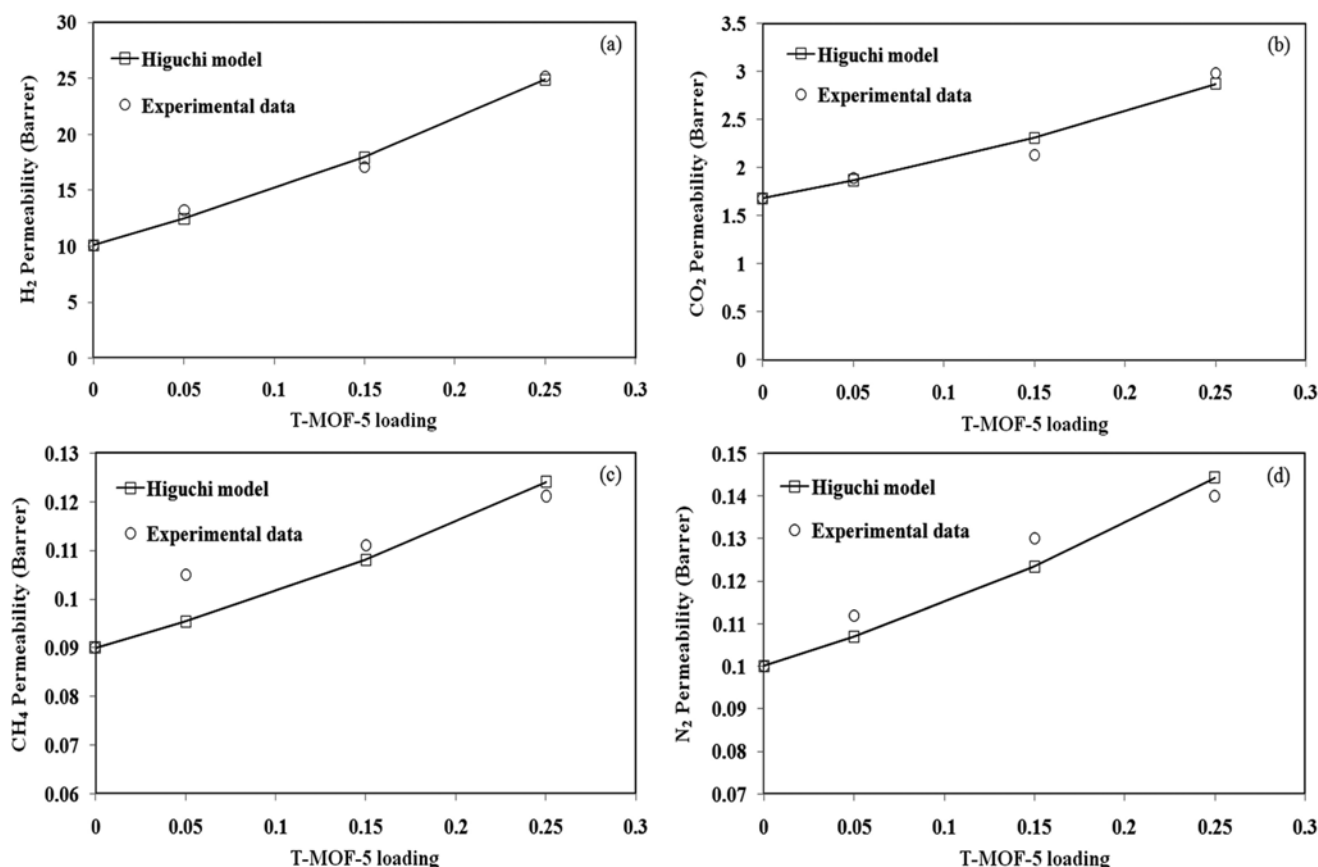 (a)
Higuchi model
Experimental data
H₂ Permeability (Barrer)
30
25
20
15
10
5
0
0 0.05 0.1 0.15 0.2 0.25 0.3
T-MOF-5 loading
(b)
Higuchi model
Experimental data
CO₂ Permeability (Barrer)
3.5
3
2.5
2
1.5
1
0.5
0
0 0.05 0.1 0.15 0.2 0.25 0.3
T-MOF-5 loading
(c)
Higuchi model
Experimental data
CH₄ Permeability (Barrer)
0.13
0.12
0.11
0.1
0.09
0.08
0.07
0.06
0 0.05 0.1 0.15 0.2 0.25 0.3
T-MOF-5 loading
(d)
Higuchi model
Experimental data
N₂ Permeability (Barrer)
0.15
0.14
0.13
0.12
0.11
0.1
0.09
0.08
0.07
0 0.05 0.1 0.15 0.2 0.25 0.3
T-MOF-5 loading